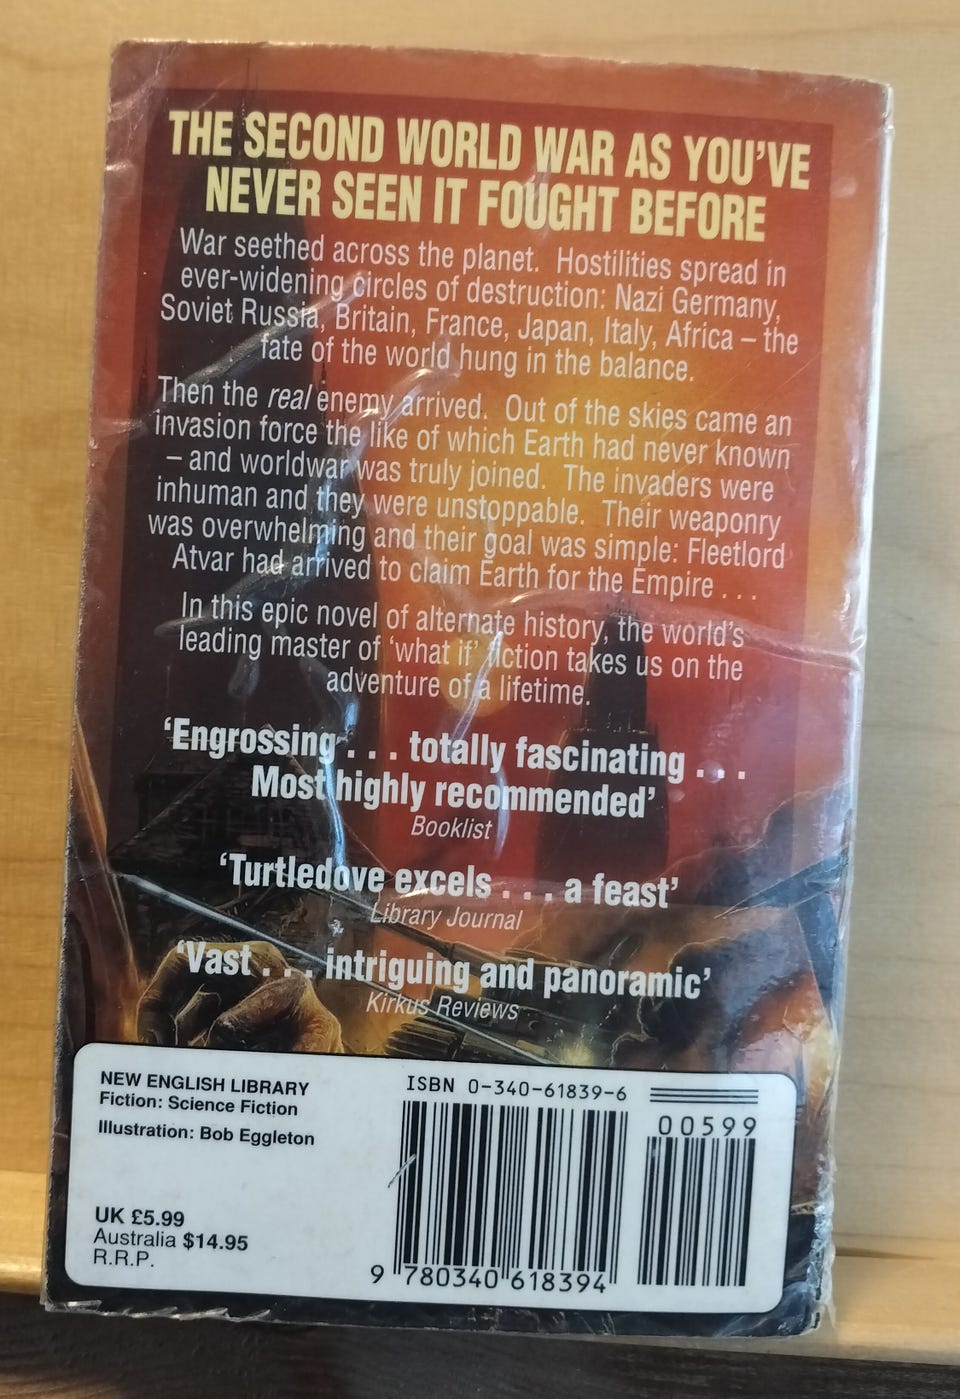 THE SECOND WORLD WAR AS YOU'VE
NEVER SEEN IT FOUGHT BEFORE
War seethed across the planet. Hostilities spread in
ever-widening circles of destruction: Nazi Germany,
Soviet Russia, Britain, France, Japan, Italy, Africa – the
fate of the world hung in the balance.
Then the real enemy arrived. Out of the skies came an
invasion force the like of which Earth had never known
– and worldwar was truly joined. The invaders were
inhuman and they were unstoppable. Their weaponry
was overwhelming and their goal was simple: Fleetlord
Atvar had arrived to claim Earth for the Empire . . .
In this epic novel of alternate history, the world's
leading master of 'what if' fiction takes us on the
adventure of a lifetime.
'Engrossing . . . totally fascinating . . .
Most highly recommended'
Booklist
'Turtledove excels . . . a feast'
Library Journal
'Vast . . . intriguing and panoramic'
Kirkus Reviews
NEW ENGLISH LIBRARY
Fiction: Science Fiction
Illustration: Bob Eggleton
UK £5.99
Australia $14.95
R.R.P.
ISBN 0-340-61839-6
00599
9 780340 618394